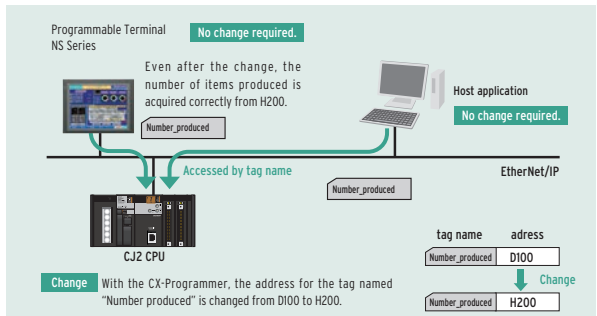 Programmable Terminal
NS Series
No change required.
Even after the change, the
number of items produced is
acquired correctly from H200.
Number_produced
Host application
No change required.
Accessed by tag name
EtherNet/IP
Number_produced
CJ2 CPU
tag name adress
Number_produced D100
Change
Number_produced H200
Change With the CX-Programmer, the address for the tag named
“Number produced” is changed from D100 to H200.